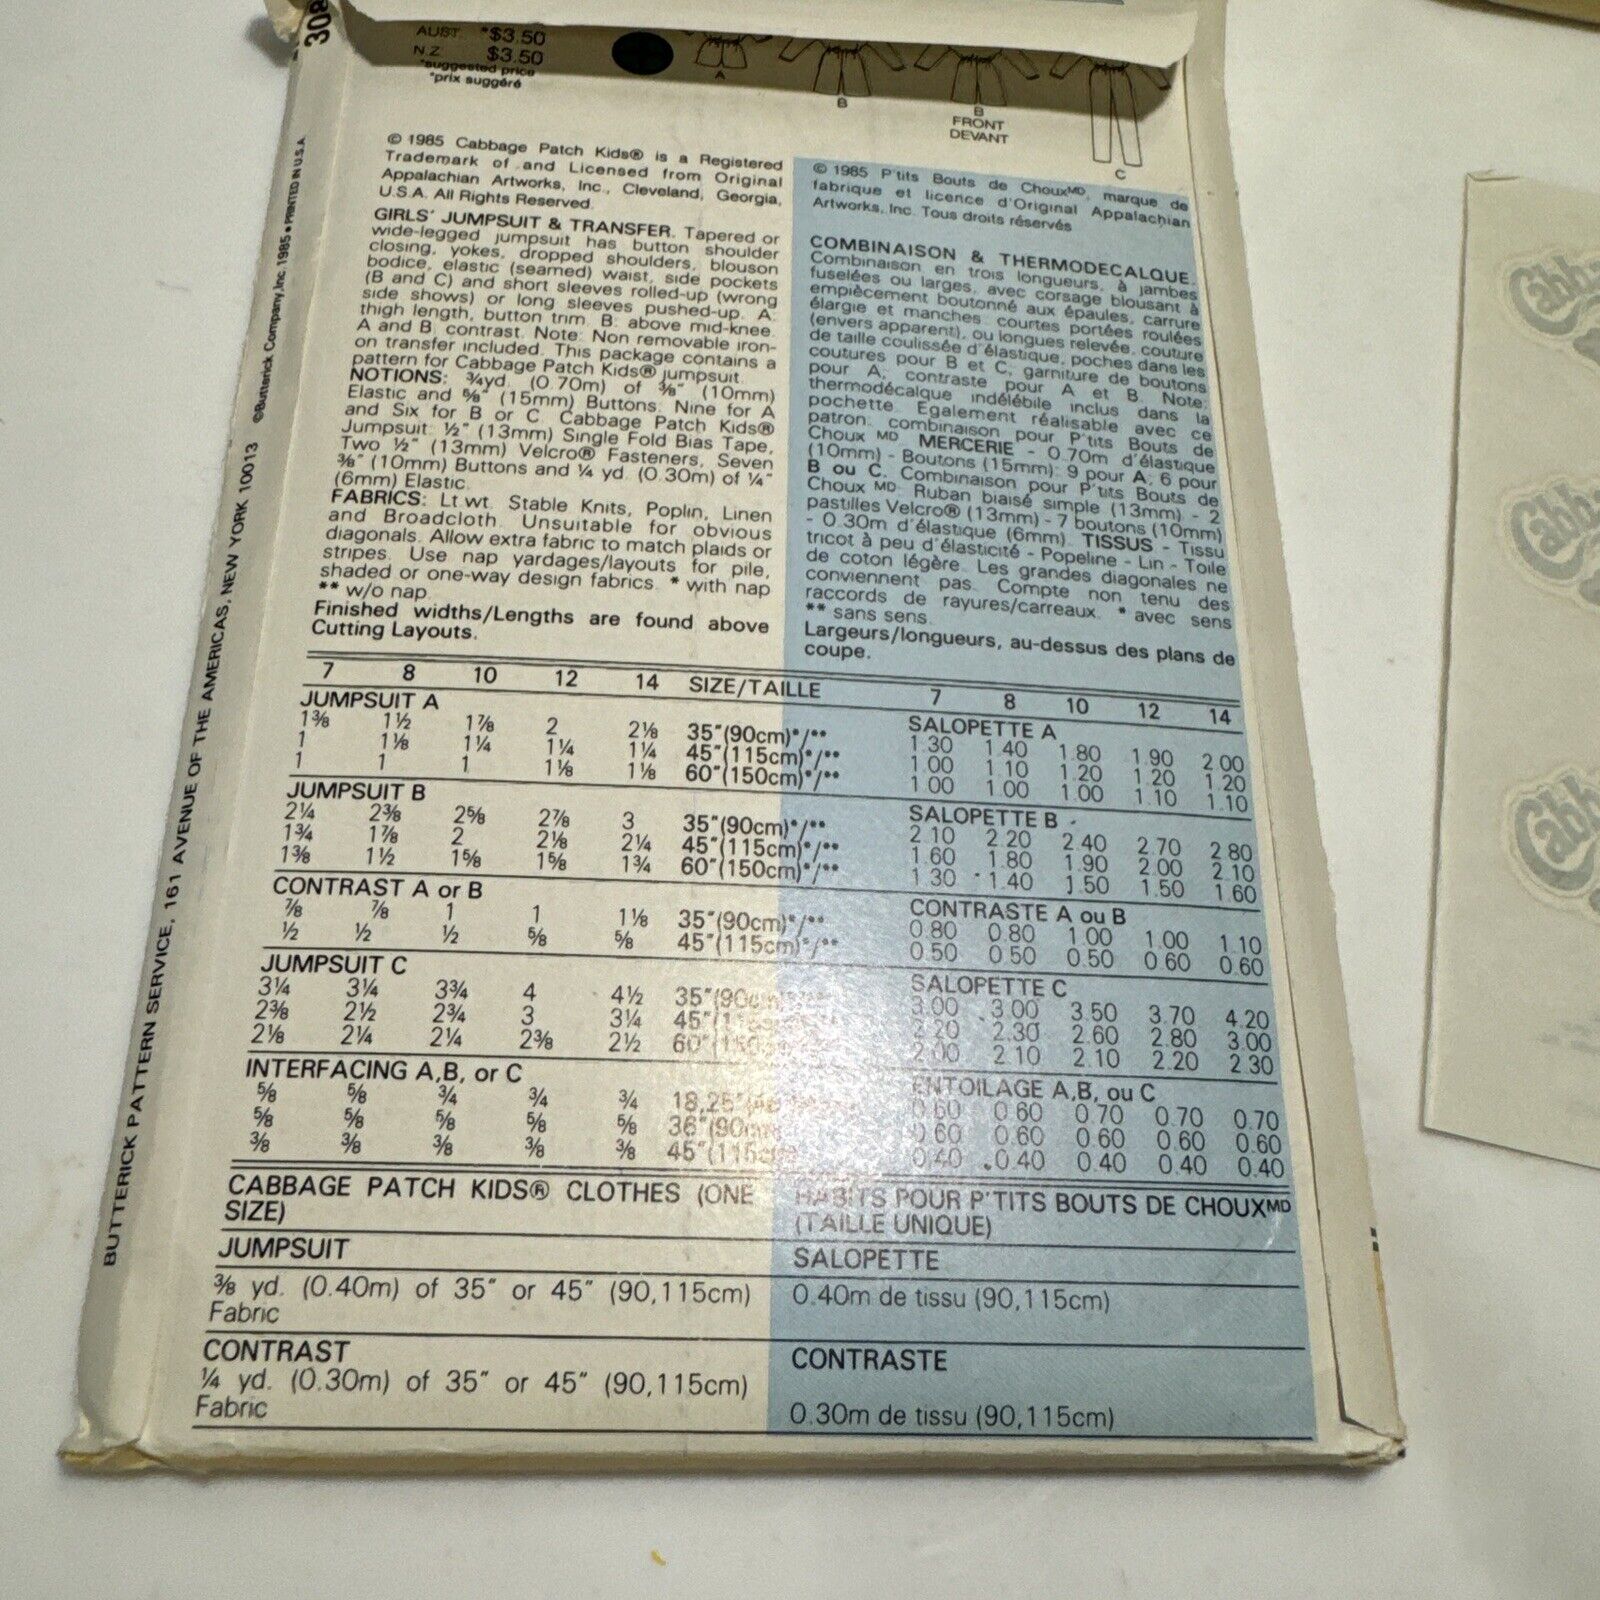 308
AUST. *$3.50
N.Z. $3.50
*suggested price
*prix suggéré
A
B
B
FRONT
DEVANT
C
© 1985 Cabbage Patch Kids® is a Registered
Trademark of and Licensed from Original
Appalachian Artworks, Inc., Cleveland, Georgia,
U.S.A. All Rights Reserved.
GIRLS' JUMPSUIT & TRANSFER. Tapered or
wide-legged jumpsuit has button shoulder
closing, yokes, dropped shoulders, blouson
bodice, elastic (seamed) waist, side pockets
(B and C) and short sleeves rolled-up (wrong
side shows) or long sleeves pushed-up. A:
thigh length, button trim. B: above mid-knee.
A and B: contrast. Note: Non removable iron-
on transfer included. This package contains a
pattern for Cabbage Patch Kids® jumpsuit.
NOTIONS: ¾yd. (0.70m) of ⅜" (10mm)
Elastic and ⅝" (15mm) Buttons: Nine for A
and Six for B or C. Cabbage Patch Kids®
Jumpsuit: ½" (13mm) Single Fold Bias Tape,
Two ½" (13mm) Velcro® Fasteners, Seven
⅜" (10mm) Buttons and ¼ yd. (0.30m) of ¼"
(6mm) Elastic.
FABRICS: Lt.wt. Stable Knits, Poplin, Linen
and Broadcloth. Unsuitable for obvious
diagonals. Allow extra fabric to match plaids or
stripes. Use nap yardages/layouts for pile,
shaded or one-way design fabrics. * with nap
** w/o nap.
Finished widths/Lengths are found above
Cutting Layouts.
© 1985 P'tits Bouts de ChouxMD, marque de
fabrique et licence d'Original Appalachian
Artworks, Inc. Tous droits réservés
COMBINAISON & THERMODECALQUE.
Combinaison en trois longueurs, à jambes
fuselées ou larges, avec corsage blousant à
empiècement boutonné aux épaules, carrure
élargie et manches courtes portées roulées
(envers apparent), ou longues relevée, couture
de taille coulissée d'élastique, poches dans les
coutures pour B et C, garniture de boutons
pour A, contraste pour A et B. Note:
thermodécalque indélébile inclus dans la
pochette. Egalement réalisable avec ce
patron: combinaison pour P'tits Bouts de
Choux MD. MERCERIE - 0.70m d'élastique
(10mm) - Boutons (15mm): 9 pour A; 6 pour
B ou C. Combinaison pour P'tits Bouts de
Choux MD: Ruban biaisé simple (13mm) - 2
pastilles Velcro® (13mm) - 7 boutons (10mm)
- 0.30m d'élastique (6mm). TISSUS - Tissu
tricot à peu d'élasticité - Popeline - Lin - Toile
de coton légère. Les grandes diagonales ne
conviennent pas. Compte non tenu des
raccords de rayures/carreaux. * avec sens
** sans sens.
Largeurs/longueurs, au-dessus des plans de
coupe.
7 8 10 12 14 SIZE/TAILLE 7 8 10 12 14
JUMPSUIT A SALOPETTE A
1⅜ 1½ 1⅞ 2 2⅛ 35"(90cm)*/** 1.30 1.40 1.80 1.90 2.00
1 1⅛ 1¼ 1¼ 1¼ 45"(115cm)*/** 1.00 1.10 1.20 1.20 1.20
1 1 1 1⅛ 1⅛ 60"(150cm)*/** 1.00 1.00 1.00 1.10 1.10
JUMPSUIT B SALOPETTE B
2¼ 2⅜ 2⅝ 2⅞ 3 35"(90cm)*/** 2.10 2.20 2.40 2.70 2.80
1¾ 1⅞ 2 2⅛ 2¼ 45"(115cm)*/** 1.60 1.80 1.90 2.00 2.10
1⅜ 1½ 1⅝ 1⅝ 1¾ 60"(150cm)*/** 1.30 1.40 1.50 1.50 1.60
CONTRAST A or B CONTRASTE A ou B
⅞ ⅞ 1 1 1⅛ 35"(90cm)*/** 0.80 0.80 1.00 1.00 1.10
½ ½ ½ ⅝ ⅝ 45"(115cm)*/** 0.50 0.50 0.50 0.60 0.60
JUMPSUIT C SALOPETTE C
3¼ 3¼ 3¾ 4 4½ 35"(90cm)*/** 3.00 3.00 3.50 3.70 4.20
2⅜ 2½ 2¾ 3 3¼ 45" 2.20 2.30 2.60 2.80 3.00
2⅛ 2¼ 2¼ 2⅜ 2½ 60" 2.00 2.10 2.10 2.20 2.30
INTERFACING A,B, or C ENTOILAGE A,B, ou C
⅝ ⅝ ¾ ¾ ¾ 18,25" 0.60 0.60 0.70 0.70 0.70
⅝ ⅝ ⅝ ⅝ ⅝ 36"(90cm) 0.60 0.60 0.60 0.60 0.60
⅜ ⅜ ⅜ ⅜ ⅜ 45"(115cm) 0.40 0.40 0.40 0.40 0.40
CABBAGE PATCH KIDS® CLOTHES (ONE
SIZE)
HABITS POUR P'TITS BOUTS DE CHOUXMD
(TAILLE UNIQUE)
JUMPSUIT
SALOPETTE
⅜ yd. (0.40m) of 35" or 45" (90,115cm)
Fabric
0.40m de tissu (90,115cm)
CONTRAST
CONTRASTE
¼ yd. (0.30m) of 35" or 45" (90,115cm)
Fabric
0.30m de tissu (90,115cm)
BUTTERICK PATTERN SERVICE, 161 AVENUE OF THE AMERICAS, NEW YORK 10013 ©Butterick Company, Inc. 1985 • PRINTED IN U.S.A.
Cabb
Cabb
Cabb